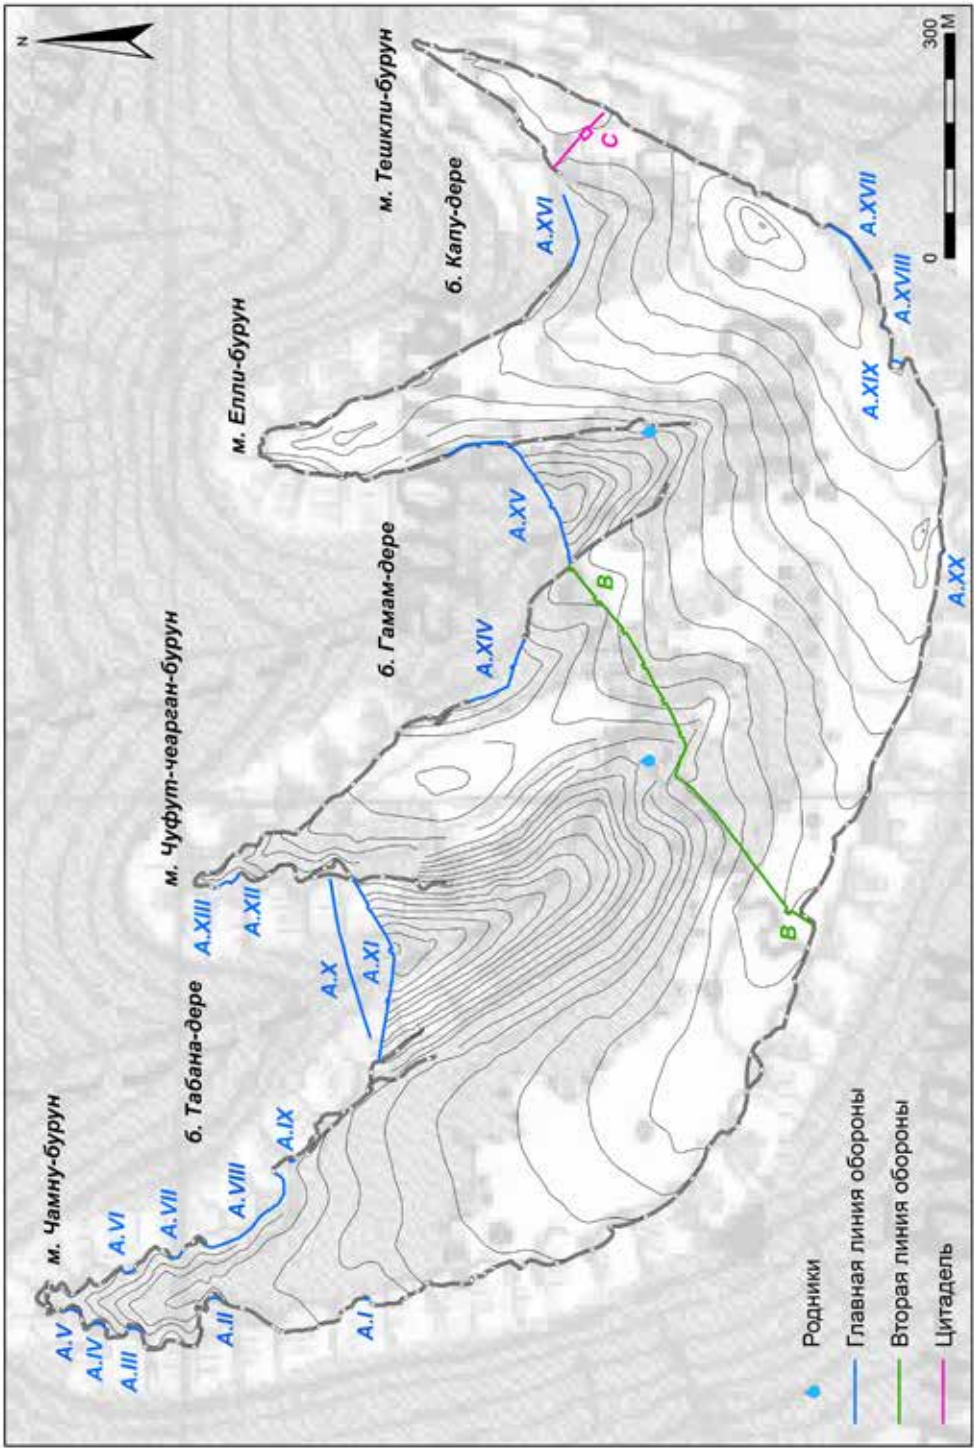 N
м. Чамну-бурун
б. Табана-дере
м. Чуфут-чеарган-бурун
б. Гамам-дере
м. Елли-бурун
б. Капу-дере
м. Тешкли-бурун
A.I
A.II
A.III
A.IV
A.V
A.VI
A.VII
A.VIII
A.IX
A.X
A.XI
A.XII
A.XIII
A.XIV
A.XV
A.XVI
A.XVII
A.XVIII
A.XIX
A.XX
B
B
C
Родники
Главная линия обороны
Вторая линия обороны
Цитадель
0 300
M